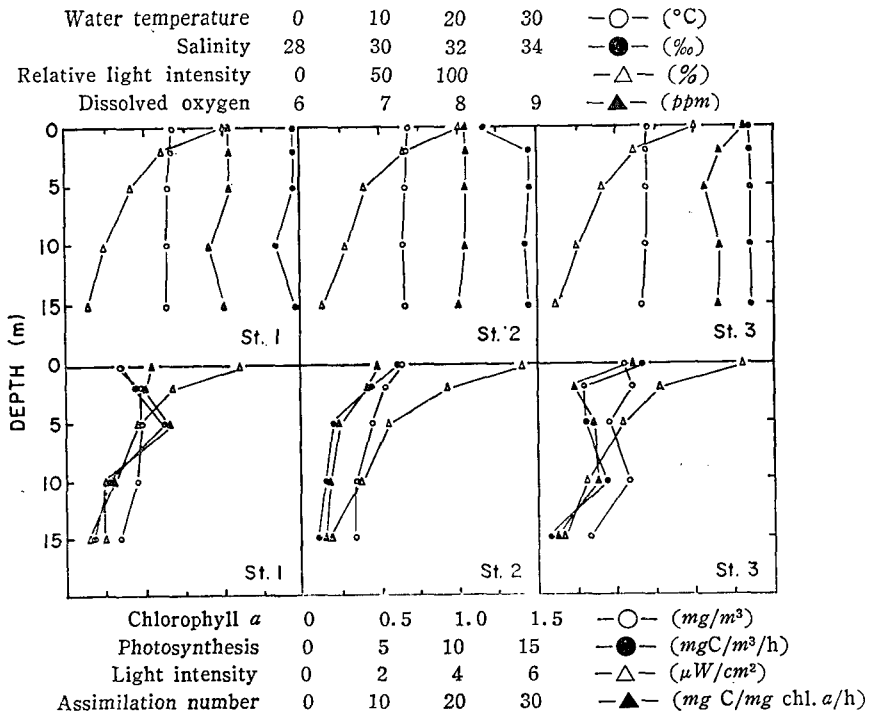 Water temperature 0 10 20 30 —○— (°C)
Salinity 28 30 32 34 —●— (‰)
Relative light intensity 0 50 100 —△— (%)
Dissolved oxygen 6 7 8 9 —▲— (ppm)
0
5
10
15
St. 1 St. 2 St. 3
DEPTH (m)
0
5
10
15
St. 1 St. 2 St. 3
Chlorophyll a 0 0.5 1.0 1.5 —○— (mg/m³)
Photosynthesis 0 5 10 15 —●— (mgC/m³/h)
Light intensity 0 2 4 6 —△— (μW/cm²)
Assimilation number 0 10 20 30 —▲— (mg C/mg chl. a/h)